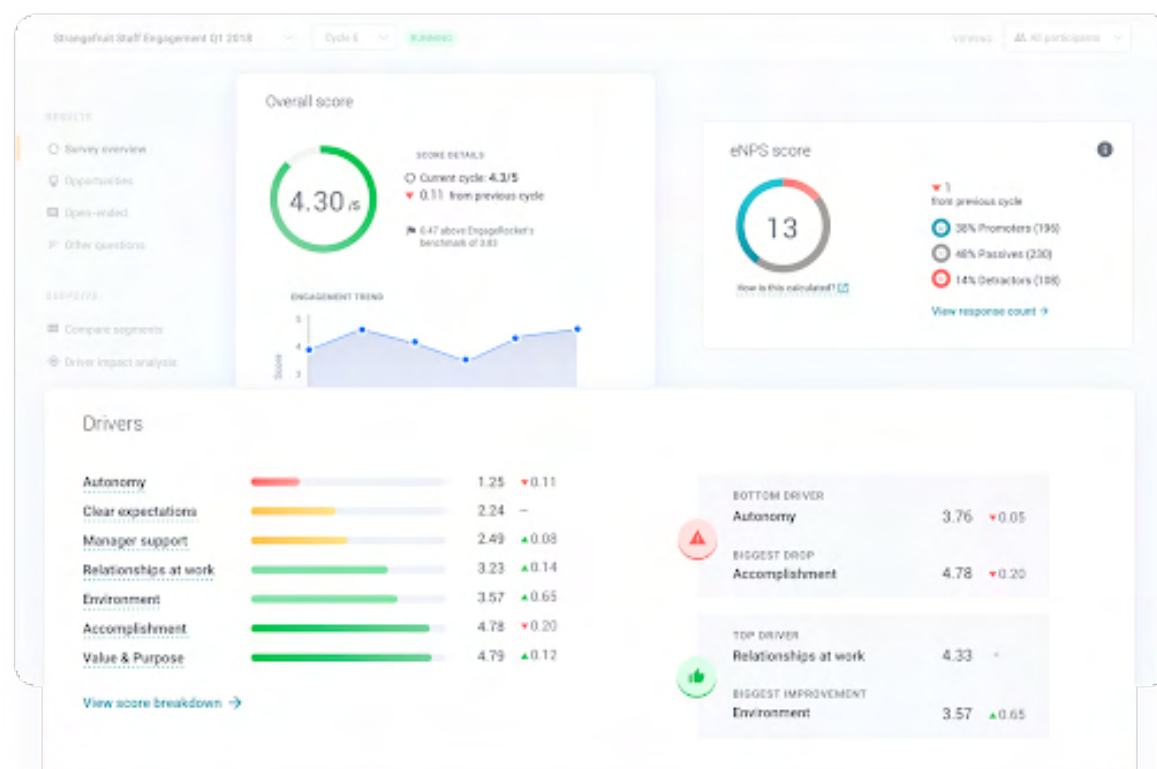 Strangefruit Staff Engagement Q1 2018
Cycle 6
RUNNING
VIEWING
All participants
RESULTS
Survey overview
Opportunities
Open-ended
Other questions
Compare segments
Driver impact analysis
Overall score
4.30 /5
SCORE DETAILS
Current cycle: 4.3/5
▼ 0.11 from previous cycle
0.47 above EngageRocket's
benchmark of 3.83
ENGAGEMENT TREND
Score
5
4
3
eNPS score
13
How is this calculated?
▼ 1
from previous cycle
38% Promoters (196)
48% Passives (230)
14% Detractors (108)
View response count →
Drivers
Autonomy 1.25 ▼0.11
Clear expectations 2.24 –
Manager support 2.49 ▲0.08
Relationships at work 3.23 ▲0.14
Environment 3.57 ▲0.65
Accomplishment 4.78 ▼0.20
Value & Purpose 4.79 ▲0.12
View score breakdown →
BOTTOM DRIVER
Autonomy 3.76 ▼0.05
BIGGEST DROP
Accomplishment 4.78 ▼0.20
TOP DRIVER
Relationships at work 4.33 -
BIGGEST IMPROVEMENT
Environment 3.57 ▲0.65